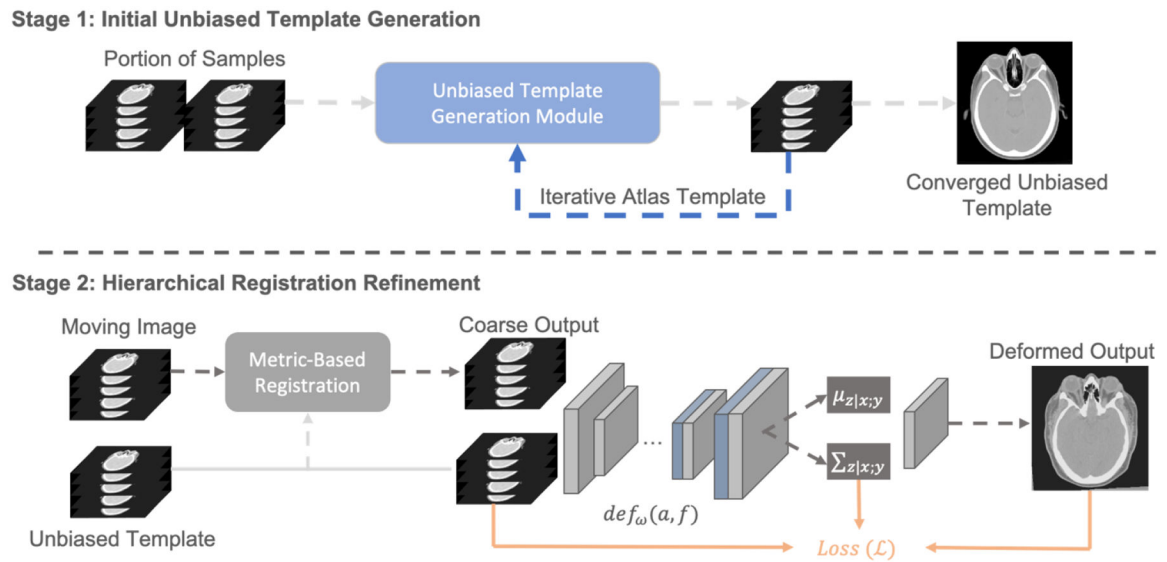 Stage 1: Initial Unbiased Template Generation
Portion of Samples
Unbiased Template
Generation Module
Iterative Atlas Template
Converged Unbiased
Template
Stage 2: Hierarchical Registration Refinement
Moving Image
Metric-Based
Registration
Coarse Output
Deformed Output
μz|x;y
...
Σz|x;y
defω(a, f)
Unbiased Template
Loss (ℒ)